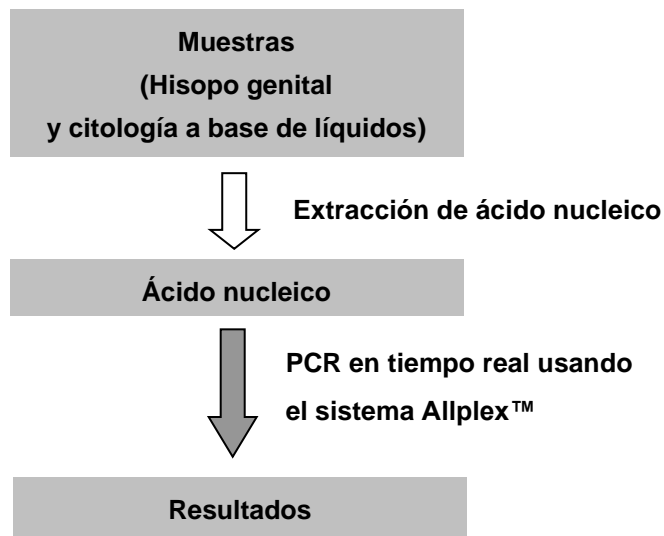 Muestras
(Hisopo genital
y citología a base de líquidos)
Extracción de ácido nucleico
Ácido nucleico
PCR en tiempo real usando
el sistema Allplex™
Resultados